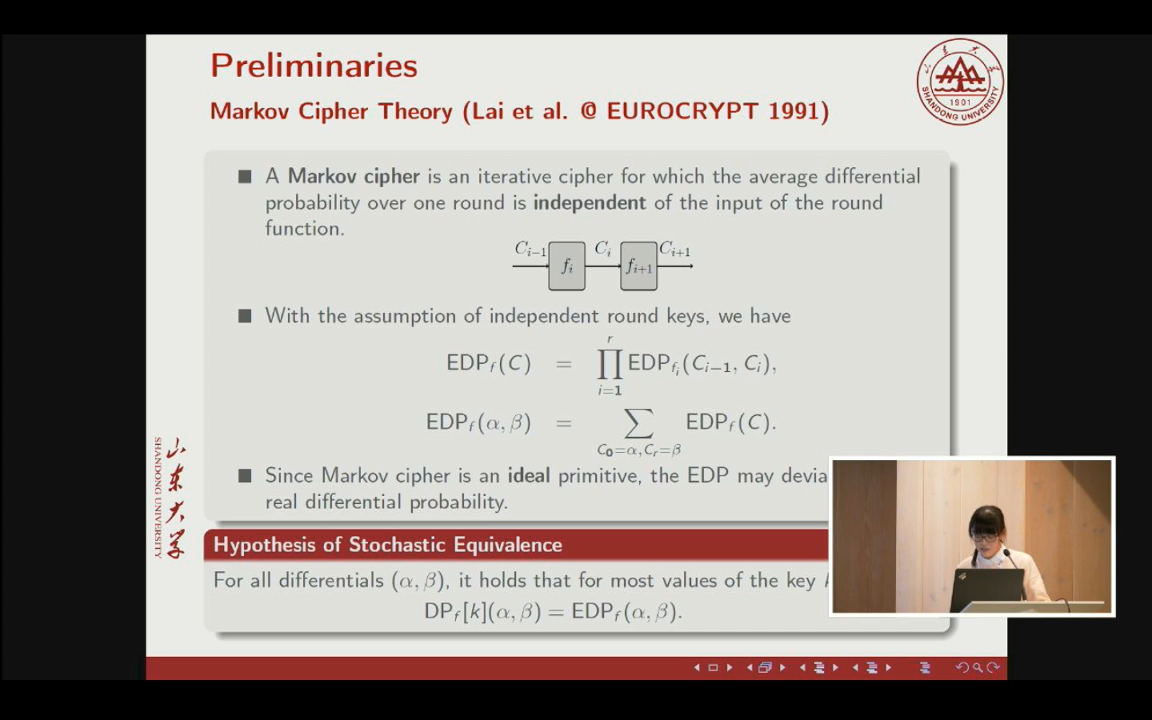 Preliminaries
Markov Cipher Theory (Lai et al. @ EUROCRYPT 1991)
SHANDONG UNIVERSITY
1901
A Markov cipher is an iterative cipher for which the average differential
probability over one round is independent of the input of the round
function.
C_{i−1} f_i C_i f_{i+1} C_{i+1}
With the assumption of independent round keys, we have
EDP_f(C) = ∏_{i=1}^{r} EDP_{f_i}(C_{i−1}, C_i),
EDP_f(α, β) = ∑_{C_0=α,C_r=β} EDP_f(C).
Since Markov cipher is an ideal primitive, the EDP may devia
real differential probability.
山东大学
SHANDONG UNIVERSITY
Hypothesis of Stochastic Equivalence
For all differentials (α, β), it holds that for most values of the key
DP_f[k](α, β) = EDP_f(α, β).